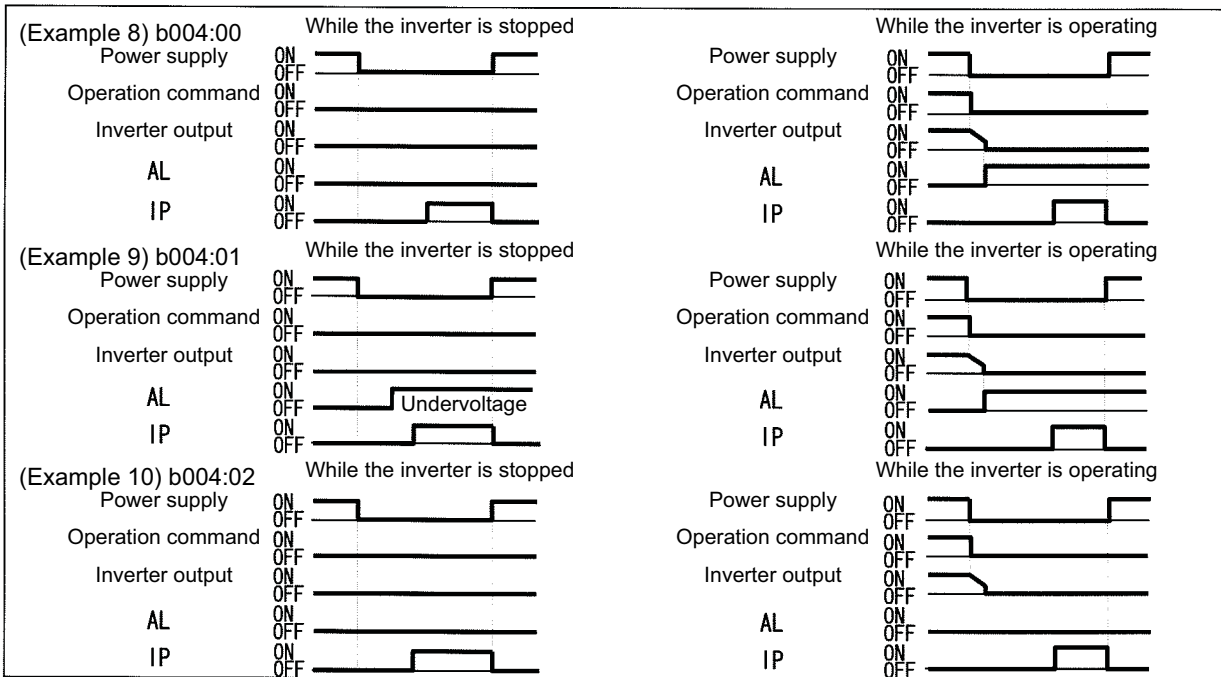 (Example 8) b004:00
While the inverter is stopped
While the inverter is operating
Power supply ON OFF
Power supply ON OFF
Operation command ON OFF
Operation command ON OFF
Inverter output ON OFF
Inverter output ON OFF
AL ON OFF
AL ON OFF
IP ON OFF
IP ON OFF
(Example 9) b004:01
While the inverter is stopped
While the inverter is operating
Power supply ON OFF
Power supply ON OFF
Operation command ON OFF
Operation command ON OFF
Inverter output ON OFF
Inverter output ON OFF
AL ON OFF Undervoltage
AL ON OFF
IP ON OFF
IP ON OFF
(Example 10) b004:02
While the inverter is stopped
While the inverter is operating
Power supply ON OFF
Power supply ON OFF
Operation command ON OFF
Operation command ON OFF
Inverter output ON OFF
Inverter output ON OFF
AL ON OFF
AL ON OFF
IP ON OFF
IP ON OFF